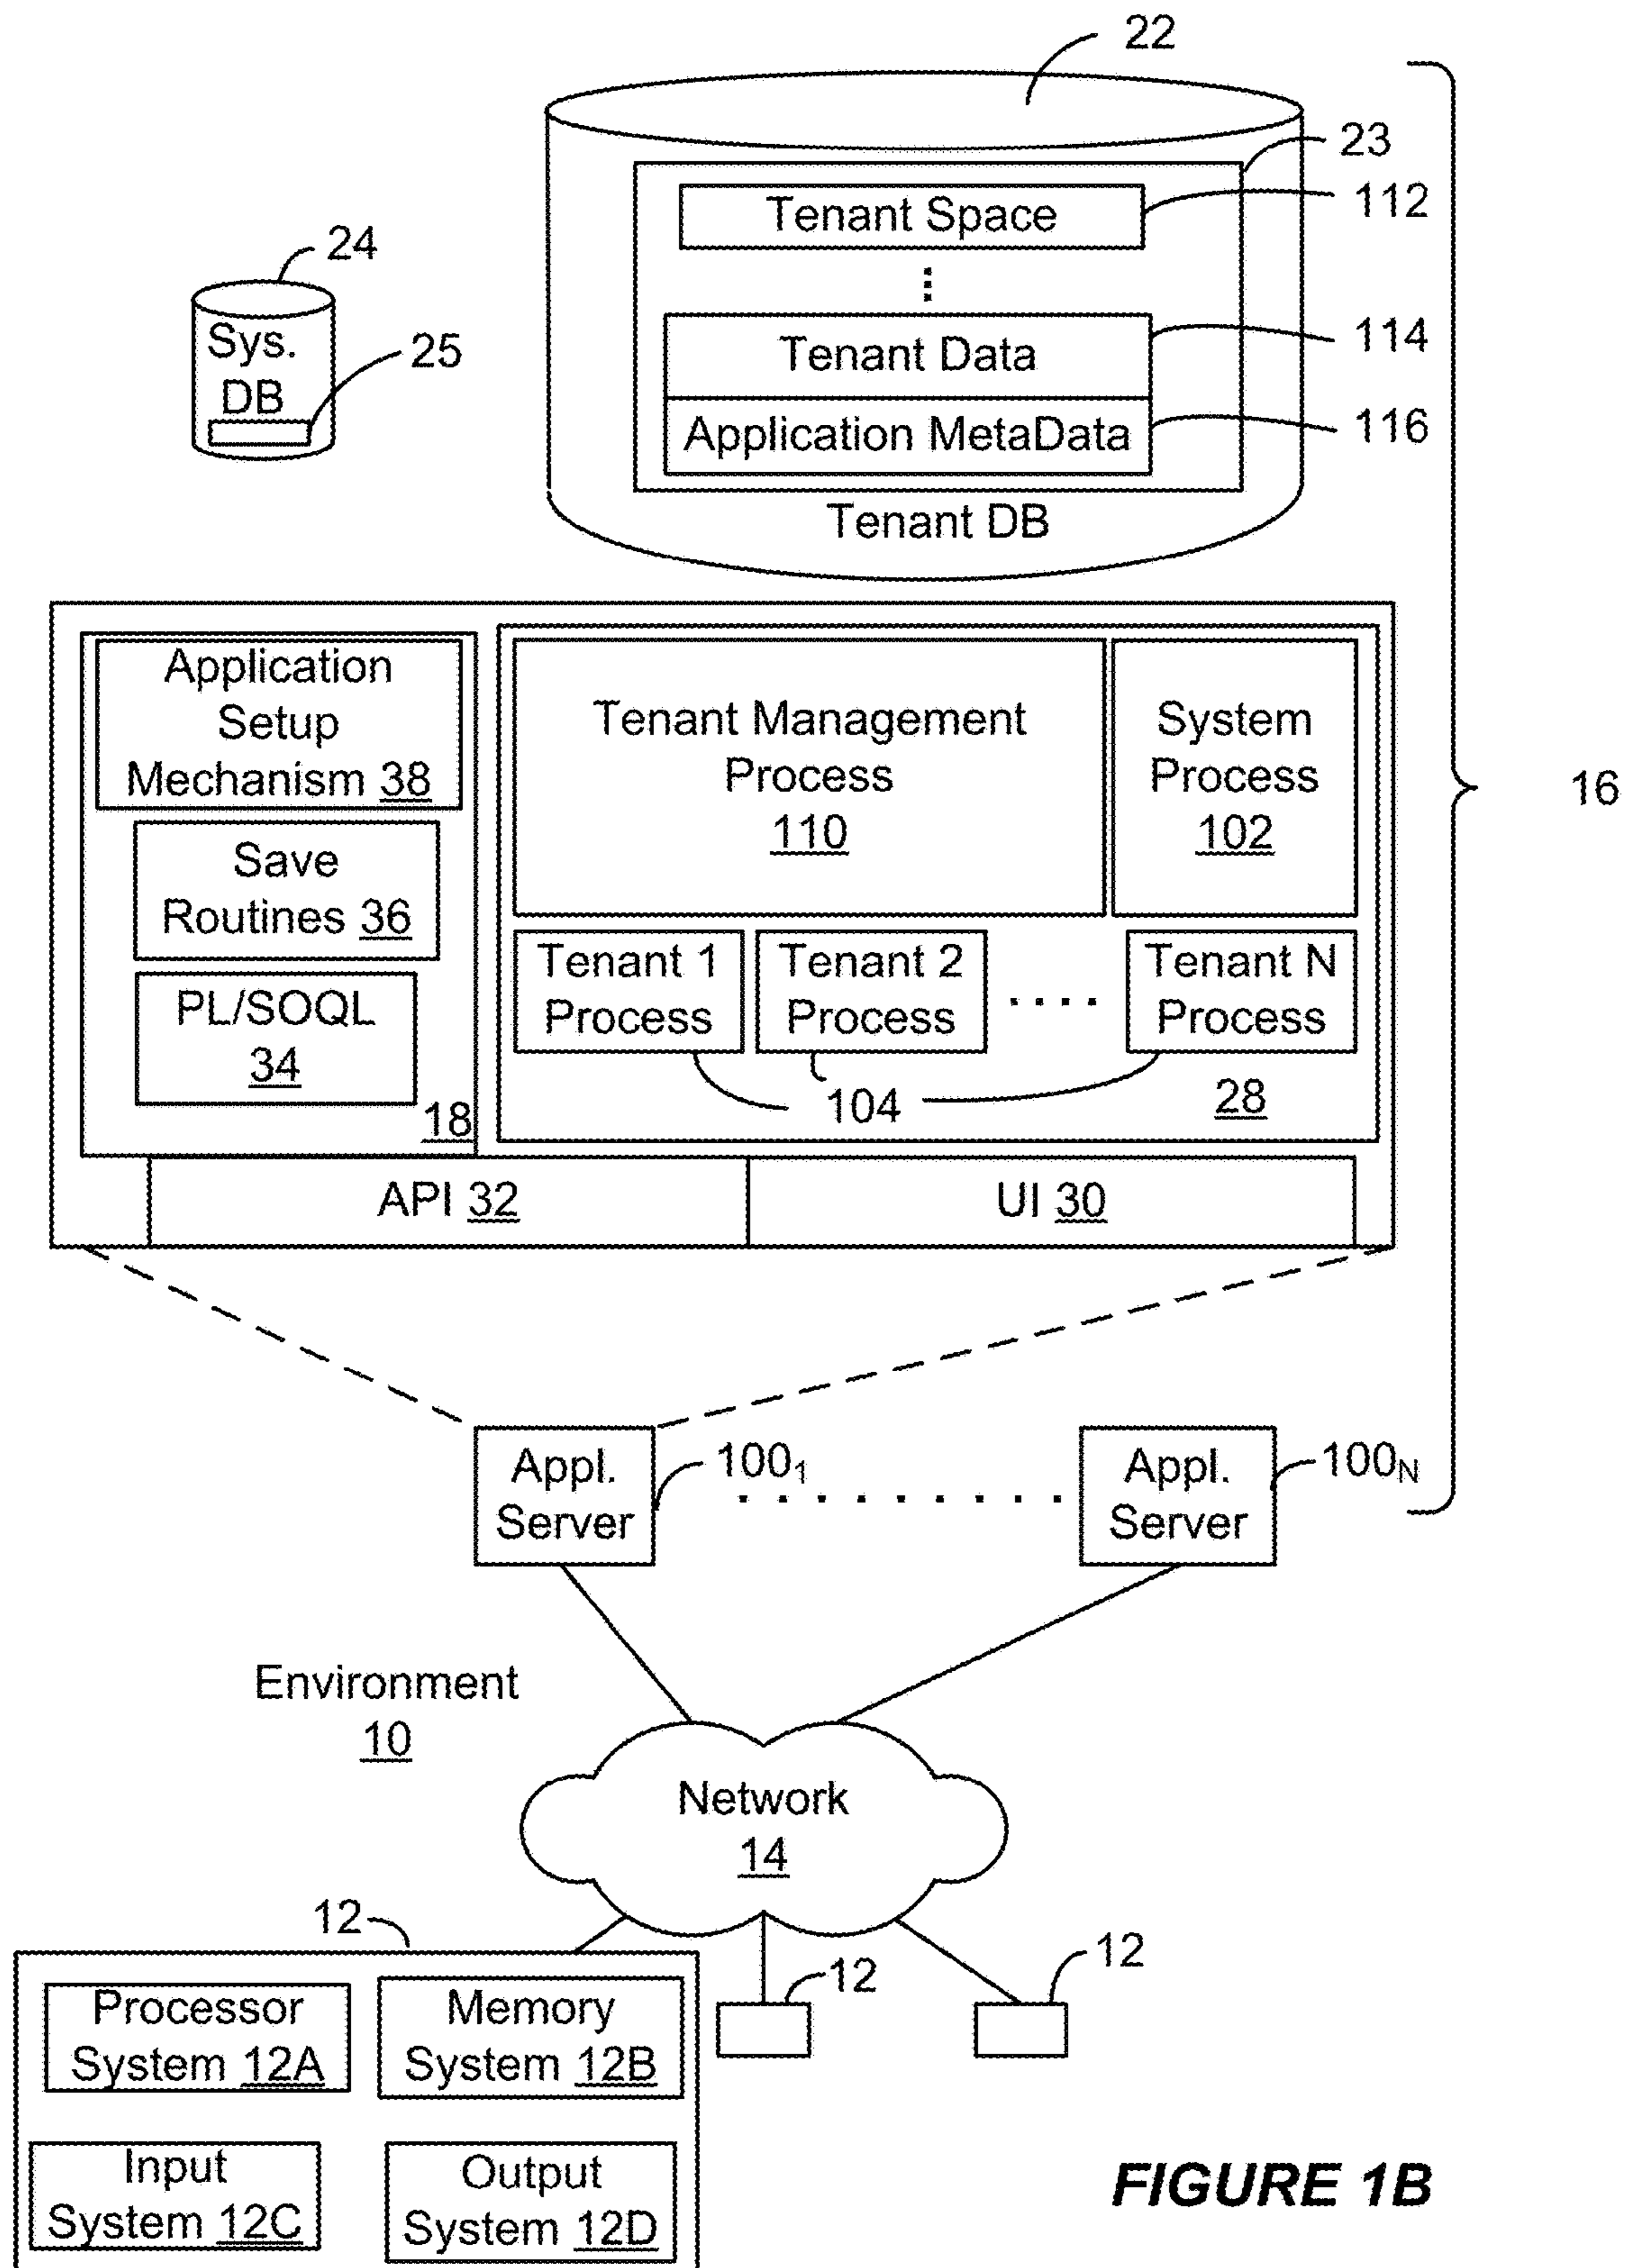 22
23
Tenant Space
112
24
Sys.
DB
25
Tenant Data
114
Application MetaData
116
Tenant DB
16
Application
Setup
Mechanism 38
Save
Routines 36
PL/SOQL
34
18
Tenant Management
Process
110
System
Process
102
Tenant 1
Process
Tenant 2
Process
Tenant N
Process
104
28
API 32
UI 30
Appl.
Server
100₁
Appl.
Server
100N
Environment
10
Network
14
12
12
12
Processor
System 12A
Memory
System 12B
Input
System 12C
Output
System 12D
FIGURE 1B